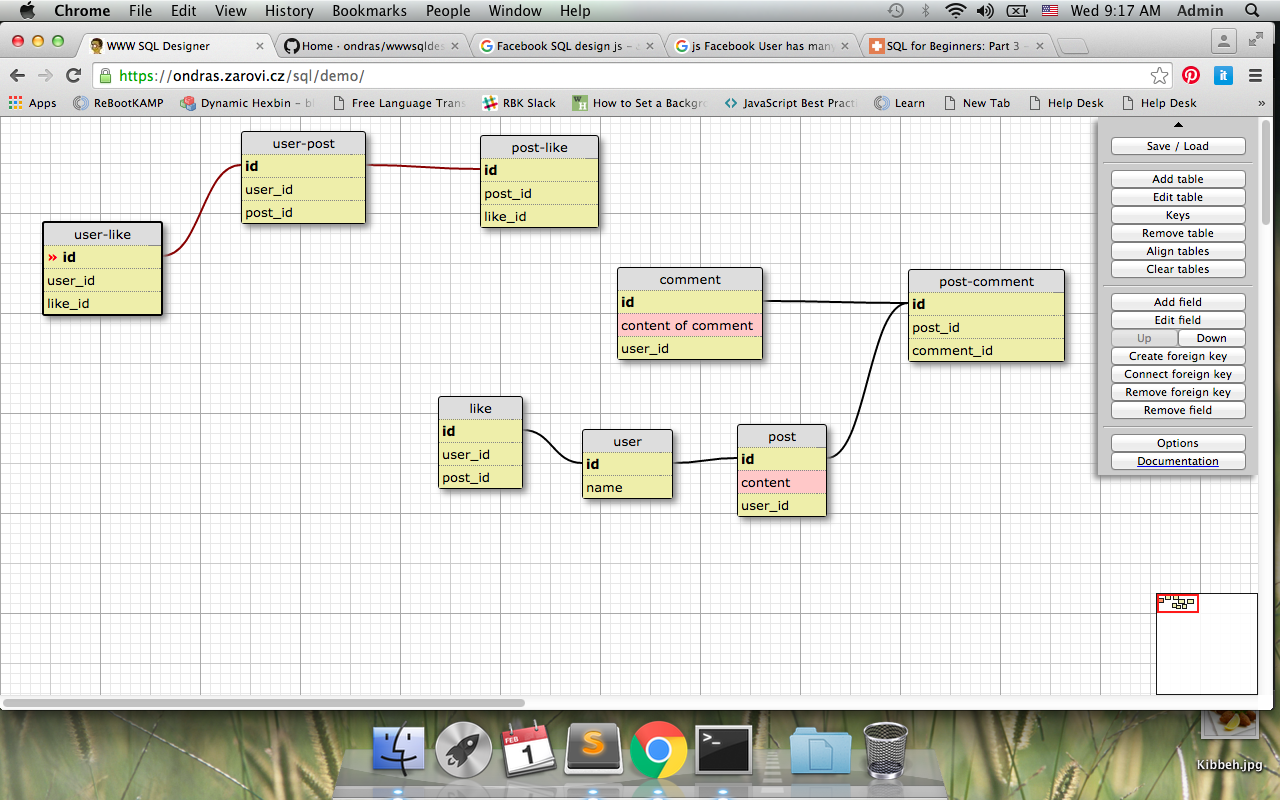 Chrome File Edit View History Bookmarks People Window Help Wed 9:17 AM Admin
WWW SQL Designer Home · ondras/wwwsqldes Facebook SQL design js – js Facebook User has many SQL for Beginners: Part 3 –
https://ondras.zarovi.cz/sql/demo/
Apps ReBootKAMP Dynamic Hexbin – bl Free Language Trans RBK Slack How to Set a Backgro JavaScript Best Practi Learn New Tab Help Desk Help Desk »
user-post
id
user_id
post_id
post-like
id
post_id
like_id
user-like
» id
user_id
like_id
comment
id
content of comment
user_id
post-comment
id
post_id
comment_id
like
id
user_id
post_id
user
id
name
post
id
content
user_id
Save / Load
Add table
Edit table
Keys
Remove table
Align tables
Clear tables
Add field
Edit field
Up Down
Create foreign key
Connect foreign key
Remove foreign key
Remove field
Options
Documentation
FEB
1
S
>_
Kibbeh.jpg